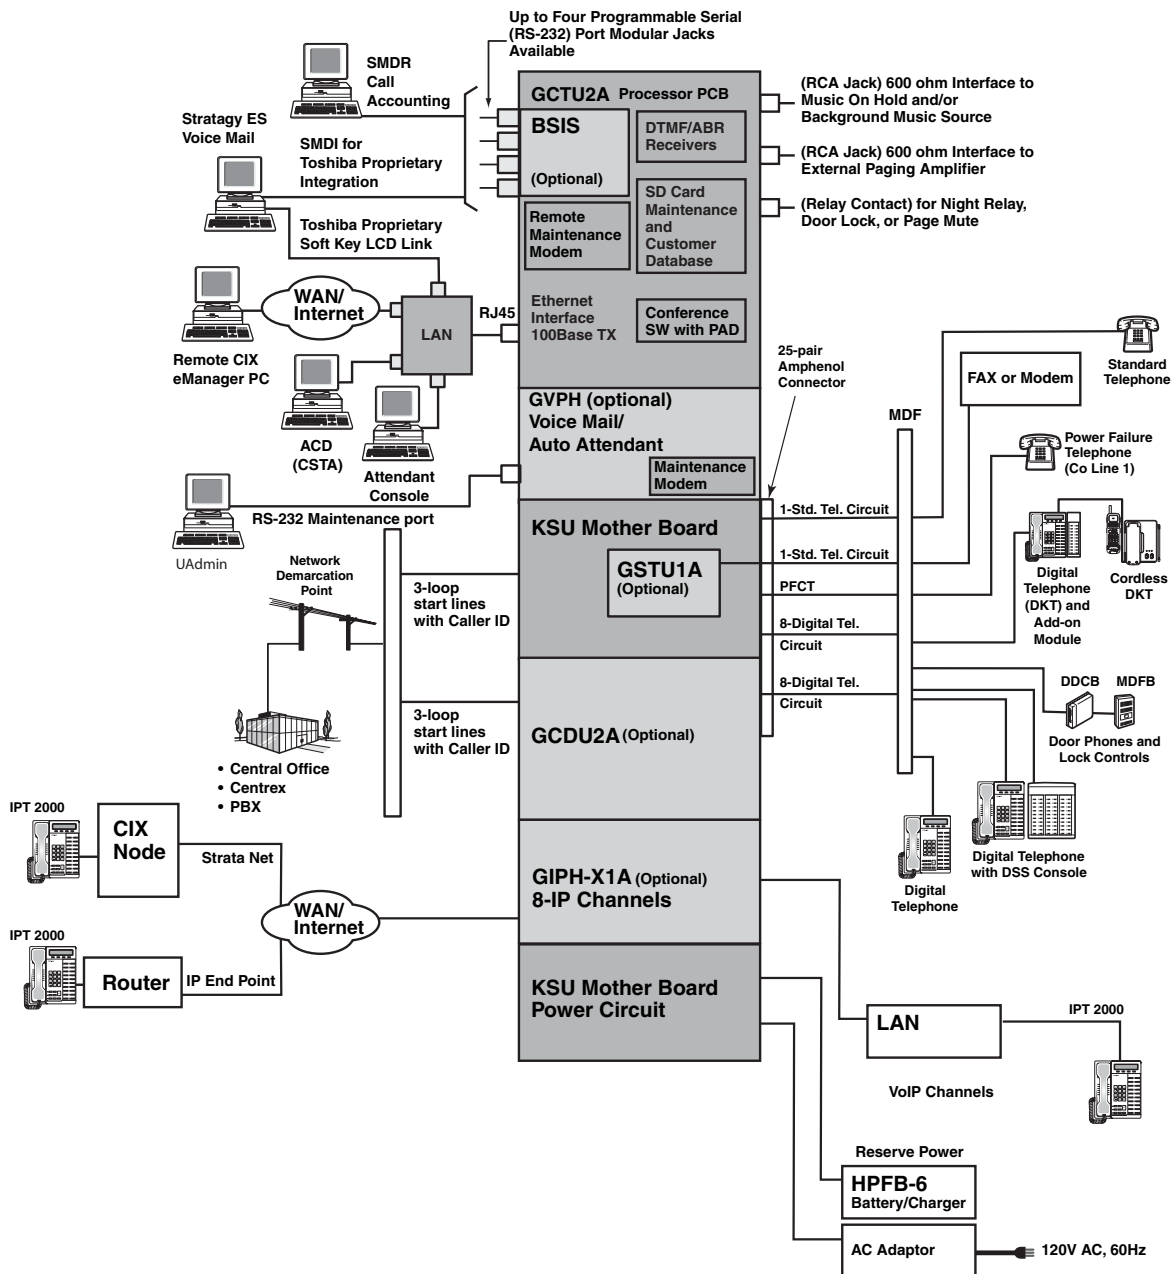 Up to Four Programmable Serial
(RS-232) Port Modular Jacks
Available
SMDR
Call
Accounting
Stratagy ES
Voice Mail
SMDI for
Toshiba Proprietary
Integration
Toshiba Proprietary
Soft Key LCD Link
WAN/
Internet
LAN
RJ45
Remote CIX
eManager PC
ACD
(CSTA)
Attendant
Console
RS-232 Maintenance port
UAdmin
GCTU2A Processor PCB
BSIS
(Optional)
DTMF/ABR
Receivers
SD Card
Maintenance
and
Customer
Database
Remote
Maintenance
Modem
Ethernet
Interface
100Base TX
Conference
SW with PAD
(RCA Jack) 600 ohm Interface to
Music On Hold and/or
Background Music Source
(RCA Jack) 600 ohm Interface to
External Paging Amplifier
(Relay Contact) for Night Relay,
Door Lock, or Page Mute
GVPH (optional)
Voice Mail/
Auto Attendant
Maintenance
Modem
25-pair
Amphenol
Connector
MDF
Standard
Telephone
FAX or Modem
Power Failure
Telephone
(Co Line 1)
KSU Mother Board
GSTU1A
(Optional)
1-Std. Tel. Circuit
1-Std. Tel. Circuit
PFCT
8-Digital Tel.
Circuit
8-Digital Tel.
Circuit
Digital
Telephone
(DKT) and
Add-on
Module
Cordless
DKT
DDCB
MDFB
Door Phones and
Lock Controls
Digital Telephone
with DSS Console
Digital
Telephone
Network
Demarcation
Point
3-loop
start lines
with Caller ID
3-loop
start lines
with Caller ID
• Central Office
• Centrex
• PBX
GCDU2A (Optional)
IPT 2000
CIX
Node
Strata Net
WAN/
Internet
IPT 2000
Router
IP End Point
GIPH-X1A (Optional)
8-IP Channels
KSU Mother Board
Power Circuit
LAN
IPT 2000
VoIP Channels
Reserve Power
HPFB-6
Battery/Charger
AC Adaptor
120V AC, 60Hz